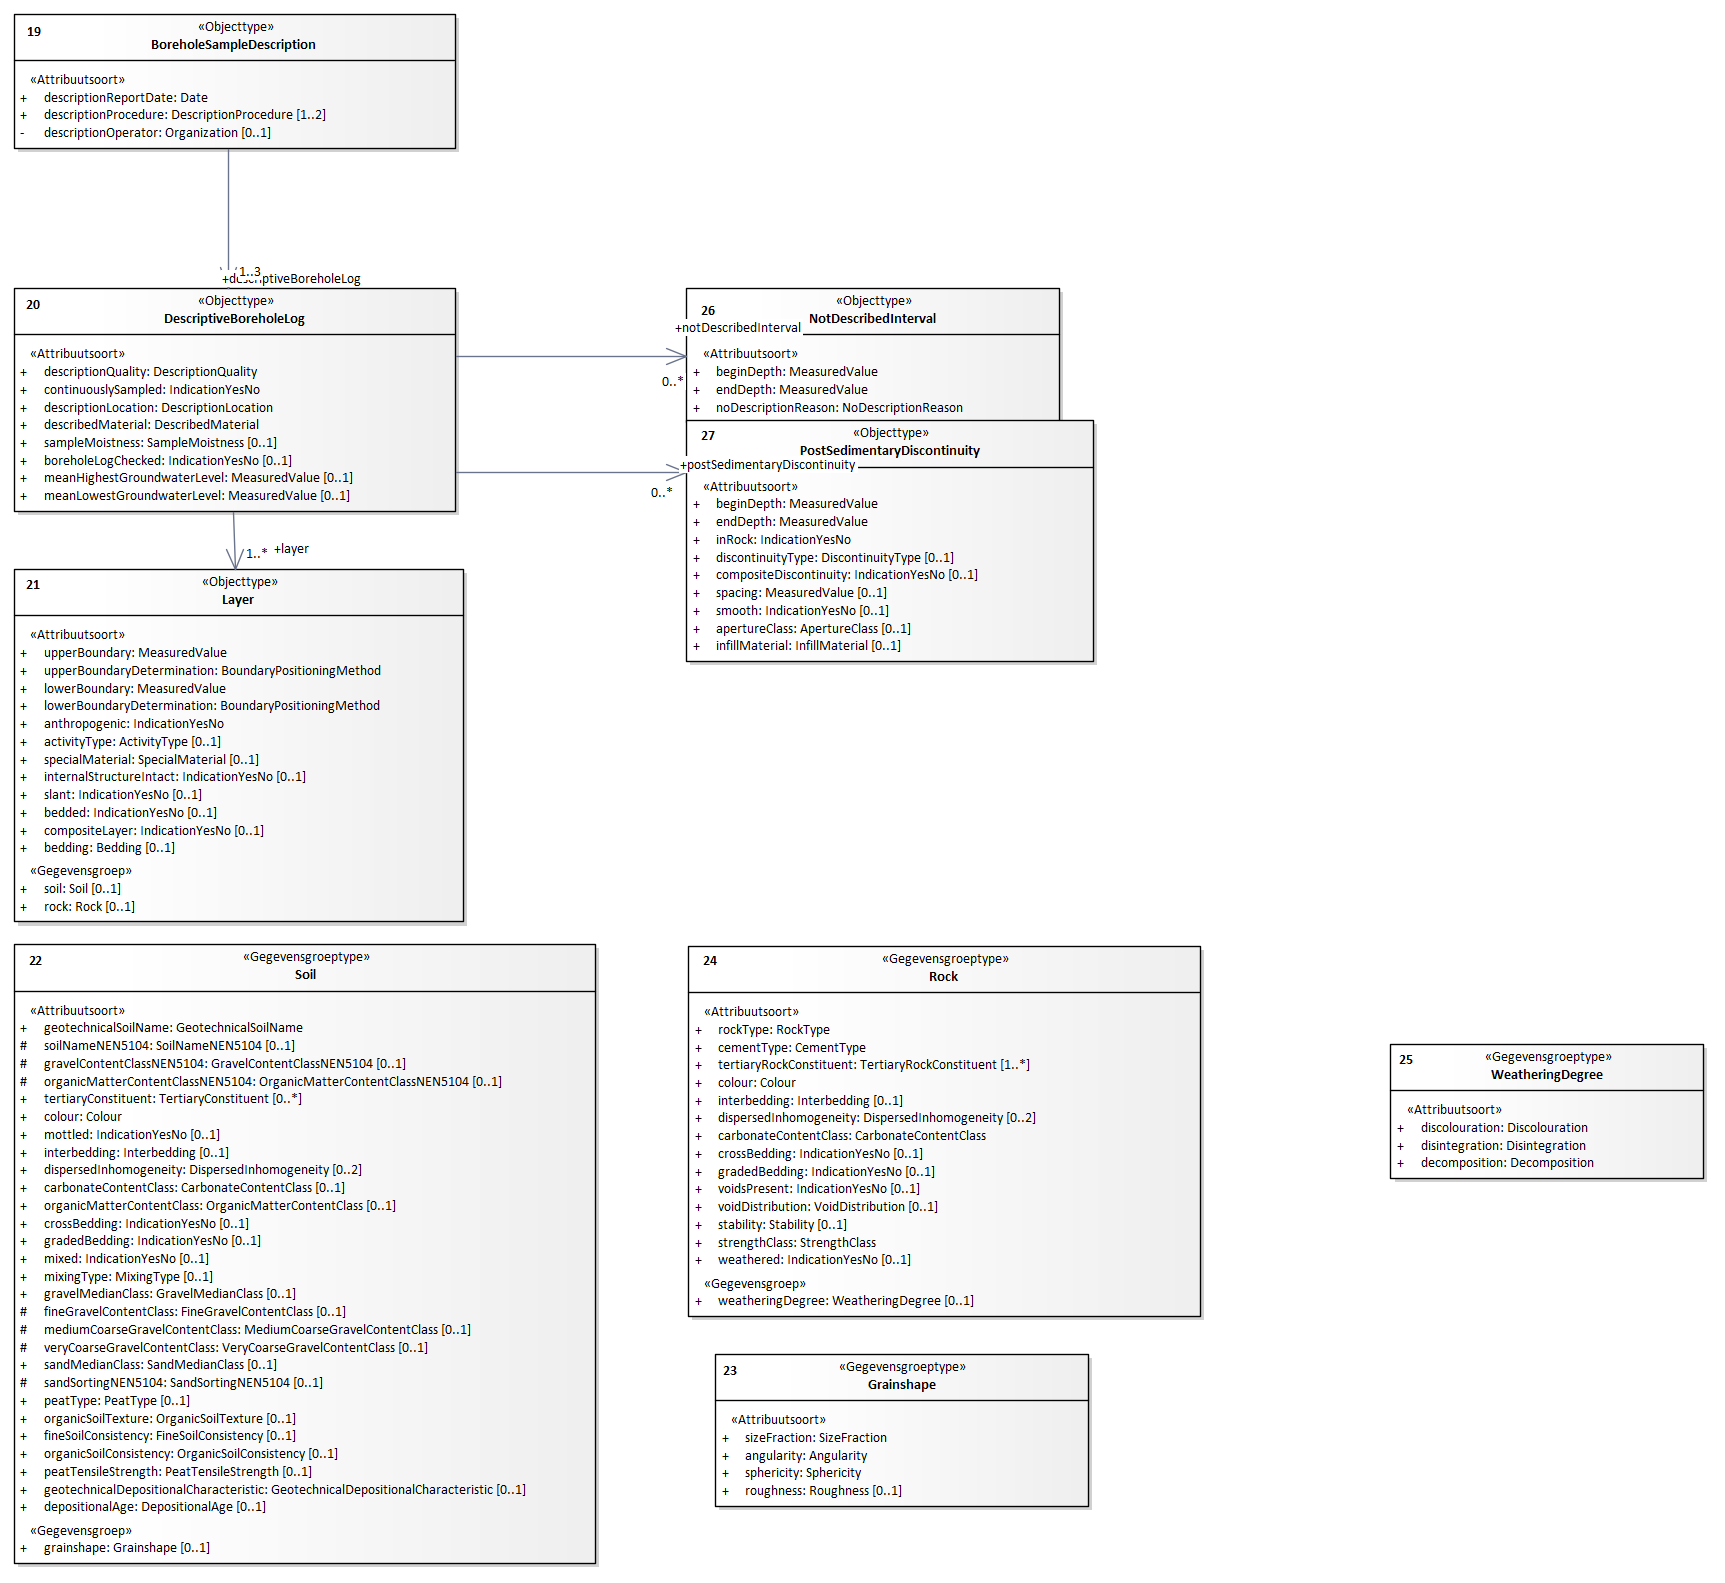 19
«Objecttype»
BoreholeSampleDescription
«Attribuutsoort»
+ descriptionReportDate: Date
+ descriptionProcedure: DescriptionProcedure [1..2]
- descriptionOperator: Organization [0..1]
1..3
+descriptiveBoreholeLog
20
«Objecttype»
DescriptiveBoreholeLog
«Attribuutsoort»
+ descriptionQuality: DescriptionQuality
+ continuouslySampled: IndicationYesNo
+ descriptionLocation: DescriptionLocation
+ describedMaterial: DescribedMaterial
+ sampleMoistness: SampleMoistness [0..1]
+ boreholeLogChecked: IndicationYesNo [0..1]
+ meanHighestGroundwaterLevel: MeasuredValue [0..1]
+ meanLowestGroundwaterLevel: MeasuredValue [0..1]
26
«Objecttype»
NotDescribedInterval
+notDescribedInterval
0..*
«Attribuutsoort»
+ beginDepth: MeasuredValue
+ endDepth: MeasuredValue
+ noDescriptionReason: NoDescriptionReason
27
«Objecttype»
PostSedimentaryDiscontinuity
+postSedimentaryDiscontinuity
0..*
«Attribuutsoort»
+ beginDepth: MeasuredValue
+ endDepth: MeasuredValue
+ inRock: IndicationYesNo
+ discontinuityType: DiscontinuityType [0..1]
+ compositeDiscontinuity: IndicationYesNo [0..1]
+ spacing: MeasuredValue [0..1]
+ smooth: IndicationYesNo [0..1]
+ apertureClass: ApertureClass [0..1]
+ infillMaterial: InfillMaterial [0..1]
1..* +layer
21
«Objecttype»
Layer
«Attribuutsoort»
+ upperBoundary: MeasuredValue
+ upperBoundaryDetermination: BoundaryPositioningMethod
+ lowerBoundary: MeasuredValue
+ lowerBoundaryDetermination: BoundaryPositioningMethod
+ anthropogenic: IndicationYesNo
+ activityType: ActivityType [0..1]
+ specialMaterial: SpecialMaterial [0..1]
+ internalStructureIntact: IndicationYesNo [0..1]
+ slant: IndicationYesNo [0..1]
+ bedded: IndicationYesNo [0..1]
+ compositeLayer: IndicationYesNo [0..1]
+ bedding: Bedding [0..1]
«Gegevensgroep»
+ soil: Soil [0..1]
+ rock: Rock [0..1]
22
«Gegevensgroeptype»
Soil
«Attribuutsoort»
+ geotechnicalSoilName: GeotechnicalSoilName
# soilNameNEN5104: SoilNameNEN5104 [0..1]
# gravelContentClassNEN5104: GravelContentClassNEN5104 [0..1]
# organicMatterContentClassNEN5104: OrganicMatterContentClassNEN5104 [0..1]
+ tertiaryConstituent: TertiaryConstituent [0..*]
+ colour: Colour
+ mottled: IndicationYesNo [0..1]
+ interbedding: Interbedding [0..1]
+ dispersedInhomogeneity: DispersedInhomogeneity [0..2]
+ carbonateContentClass: CarbonateContentClass [0..1]
+ organicMatterContentClass: OrganicMatterContentClass [0..1]
+ crossBedding: IndicationYesNo [0..1]
+ gradedBedding: IndicationYesNo [0..1]
+ mixed: IndicationYesNo [0..1]
+ mixingType: MixingType [0..1]
+ gravelMedianClass: GravelMedianClass [0..1]
# fineGravelContentClass: FineGravelContentClass [0..1]
# mediumCoarseGravelContentClass: MediumCoarseGravelContentClass [0..1]
# veryCoarseGravelContentClass: VeryCoarseGravelContentClass [0..1]
+ sandMedianClass: SandMedianClass [0..1]
# sandSortingNEN5104: SandSortingNEN5104 [0..1]
+ peatType: PeatType [0..1]
+ organicSoilTexture: OrganicSoilTexture [0..1]
+ fineSoilConsistency: FineSoilConsistency [0..1]
+ organicSoilConsistency: OrganicSoilConsistency [0..1]
+ peatTensileStrength: PeatTensileStrength [0..1]
+ geotechnicalDepositionalCharacteristic: GeotechnicalDepositionalCharacteristic [0..1]
+ depositionalAge: DepositionalAge [0..1]
«Gegevensgroep»
+ grainshape: Grainshape [0..1]
24
«Gegevensgroeptype»
Rock
«Attribuutsoort»
+ rockType: RockType
+ cementType: CementType
+ tertiaryRockConstituent: TertiaryRockConstituent [1..*]
+ colour: Colour
+ interbedding: Interbedding [0..1]
+ dispersedInhomogeneity: DispersedInhomogeneity [0..2]
+ carbonateContentClass: CarbonateContentClass
+ crossBedding: IndicationYesNo [0..1]
+ gradedBedding: IndicationYesNo [0..1]
+ voidsPresent: IndicationYesNo [0..1]
+ voidDistribution: VoidDistribution [0..1]
+ stability: Stability [0..1]
+ strengthClass: StrengthClass
+ weathered: IndicationYesNo [0..1]
«Gegevensgroep»
+ weatheringDegree: WeatheringDegree [0..1]
25
«Gegevensgroeptype»
WeatheringDegree
«Attribuutsoort»
+ discolouration: Discolouration
+ disintegration: Disintegration
+ decomposition: Decomposition
23
«Gegevensgroeptype»
Grainshape
«Attribuutsoort»
+ sizeFraction: SizeFraction
+ angularity: Angularity
+ sphericity: Sphericity
+ roughness: Roughness [0..1]